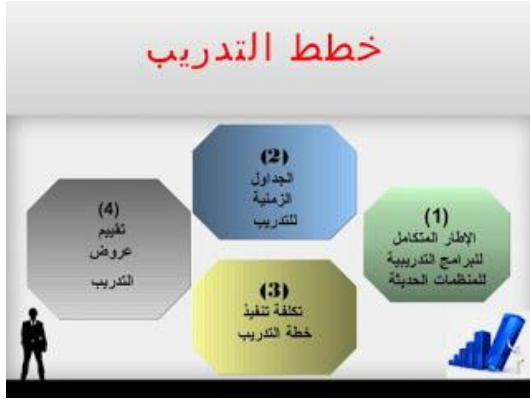 خطط التدريب
(1)
الإطار المتكامل
للبرامج التدريبية
للمنظمات الحديثة
(2)
الجداول
الزمنية
للتدريب
(3)
تكلفة تنفيذ
خطة التدريب
(4)
تقييم
عروض
التدريب